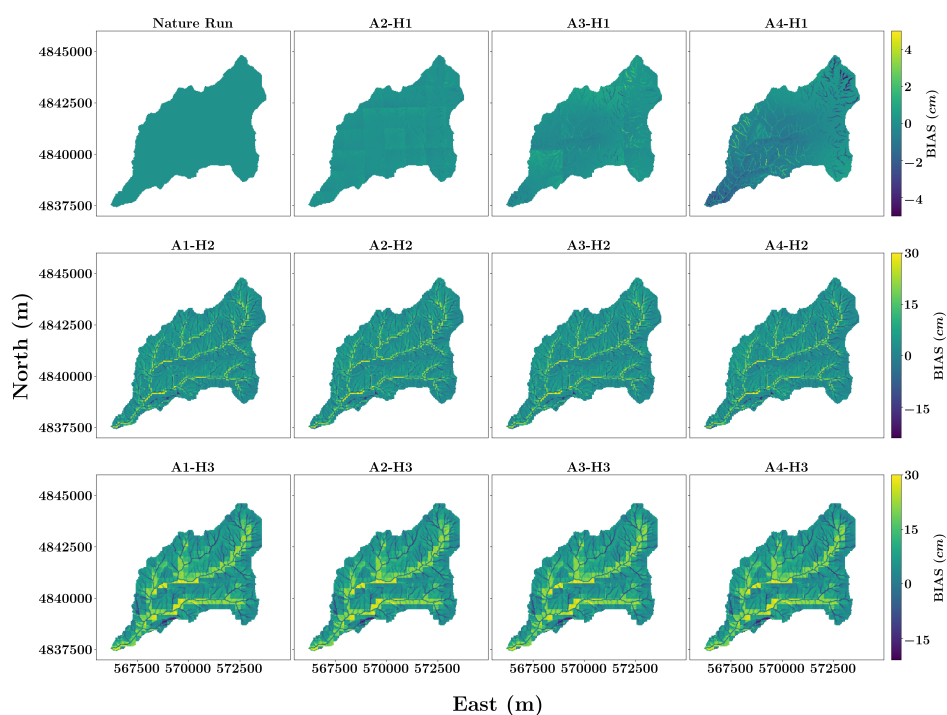 Nature Run
A2-H1
A3-H1
A4-H1
4845000
4842500
4840000
4837500
4
2
0
−2
−4
BIAS (cm)
A1-H2
A2-H2
A3-H2
A4-H2
4845000
4842500
4840000
4837500
30
15
0
−15
BIAS (cm)
North (m)
A1-H3
A2-H3
A3-H3
A4-H3
4845000
4842500
4840000
4837500
30
15
0
−15
BIAS (cm)
567500 570000 572500
567500 570000 572500
567500 570000 572500
567500 570000 572500
East (m)